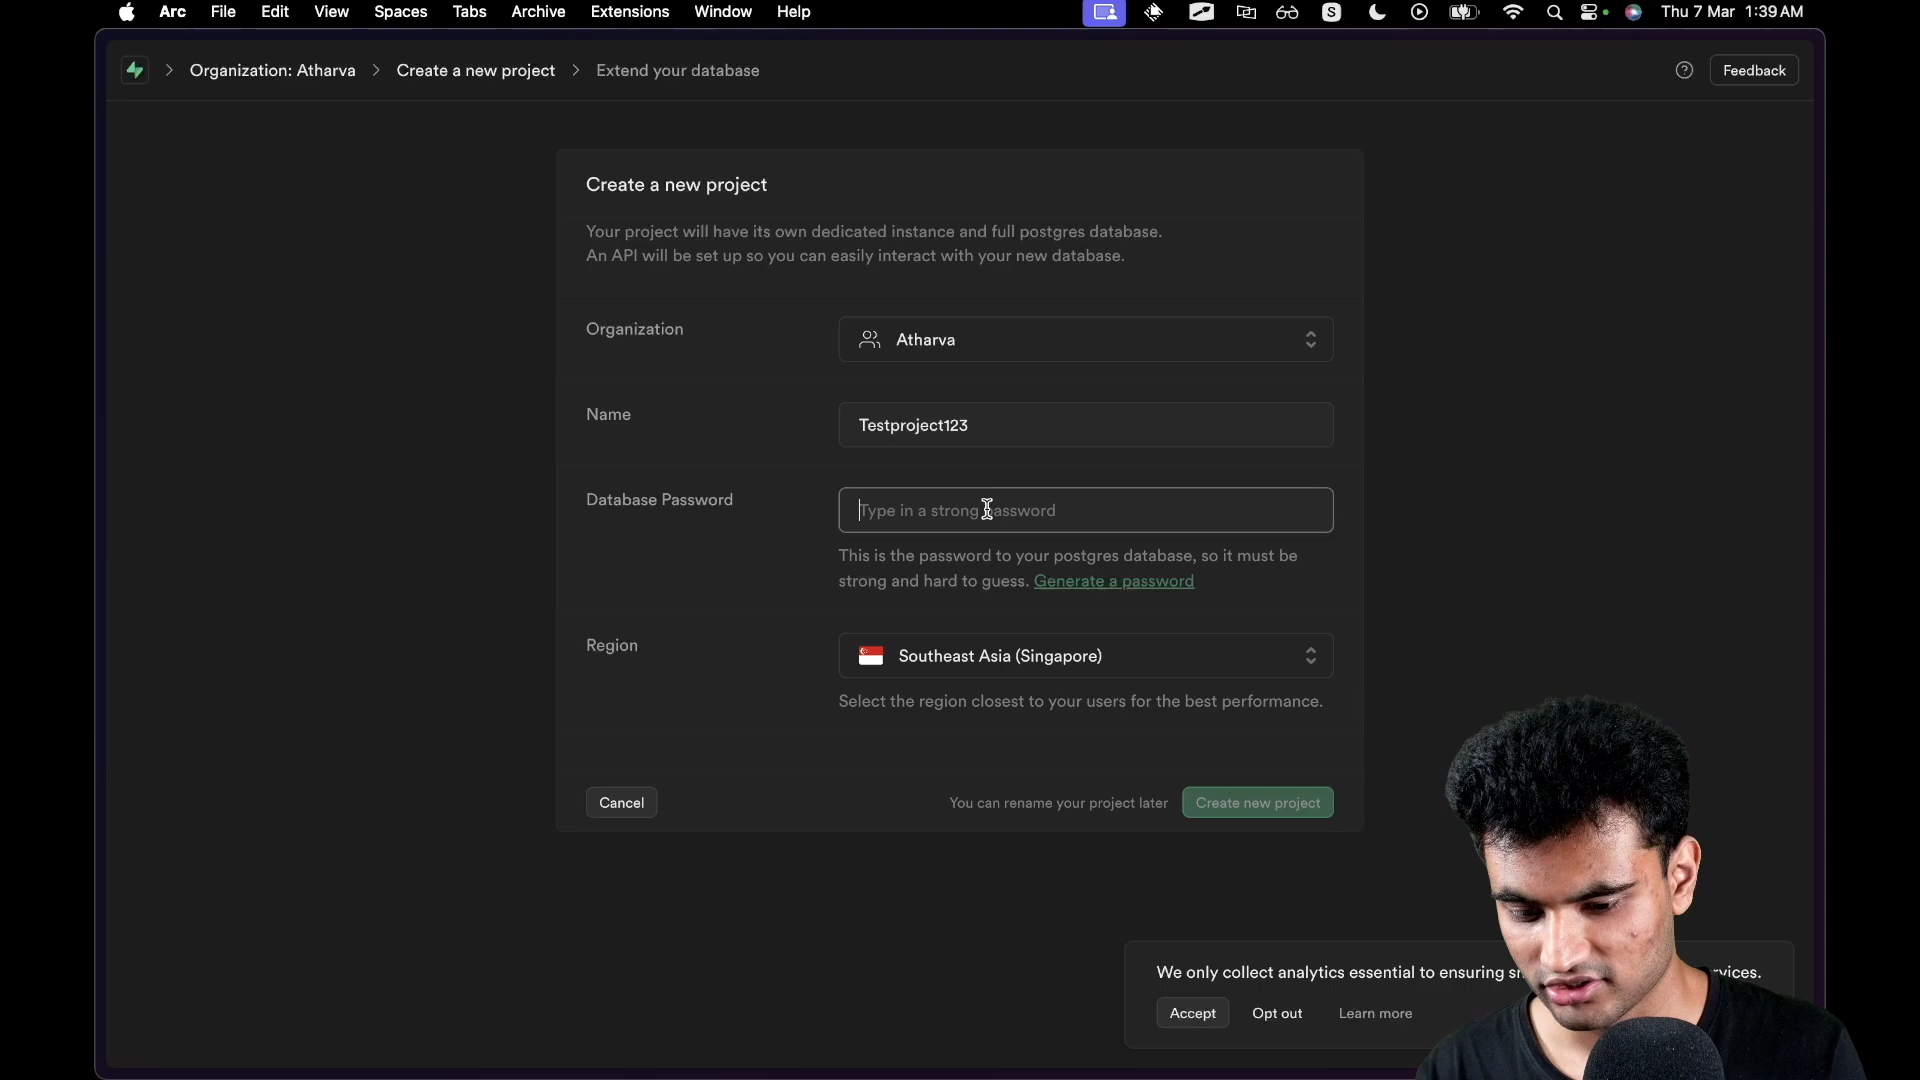 Arc File Edit View Spaces Tabs Archive Extensions Window Help S Thu 7 Mar 1:39 AM
Organization: Atharva > Create a new project > Extend your database Feedback
Create a new project
Your project will have its own dedicated instance and full postgres database.
An API will be set up so you can easily interact with your new database.
Organization Atharva
Name Testproject123
Database Password Type in a strong password
This is the password to your postgres database, so it must be
strong and hard to guess. Generate a password
Region Southeast Asia (Singapore)
Select the region closest to your users for the best performance.
Cancel You can rename your project later Create new project
We only collect analytics essential to ensuring
Accept Opt out Learn more